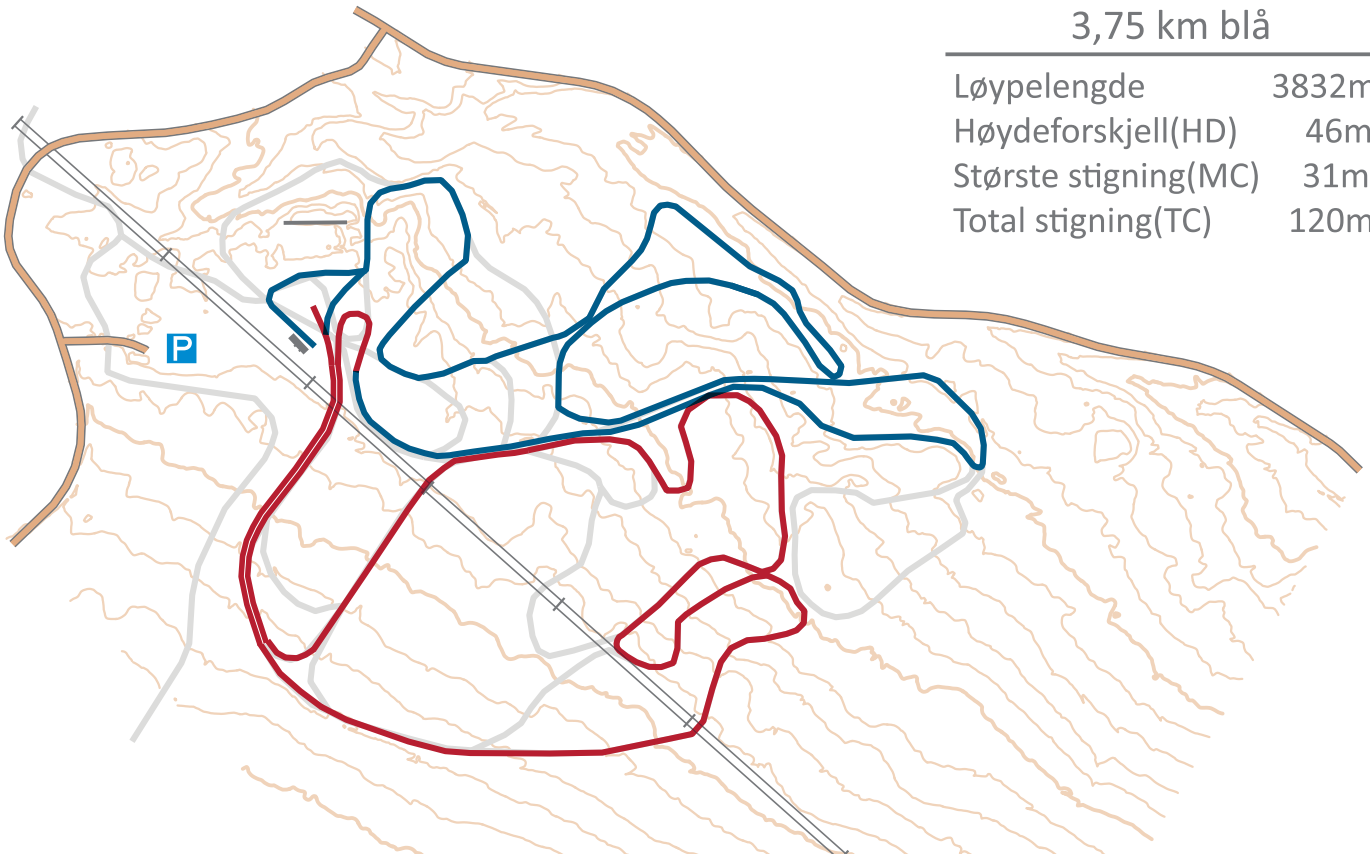 3,75 km blå
Løypelengde 3832m
Høydeforskjell(HD) 46m
Største stigning(MC) 31m
Total stigning(TC) 120m
P